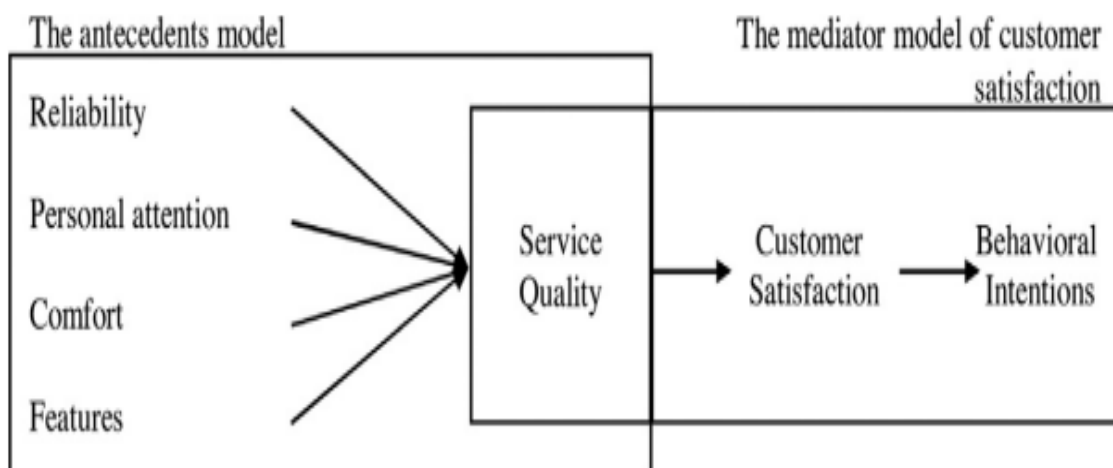 The antecedents model
The mediator model of customer
satisfaction
Reliability
Personal attention
Comfort
Features
Service
Quality
Customer
Satisfaction
Behavioral
Intentions